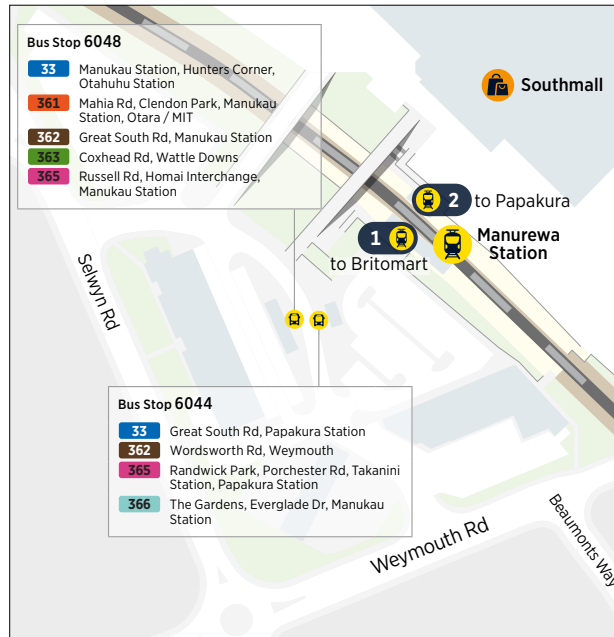 Bus Stop 6048
33 Manukau Station, Hunters Corner,
Otahuhu Station
361 Mahia Rd, Clendon Park, Manukau
Station, Otara / MIT
362 Great South Rd, Manukau Station
363 Coxhead Rd, Wattle Downs
365 Russell Rd, Homai Interchange,
Manukau Station
Southmall
2 to Papakura
1
to Britomart
Manurewa
Station
Selwyn Rd
Bus Stop 6044
33 Great South Rd, Papakura Station
362 Wordsworth Rd, Weymouth
365 Randwick Park, Porchester Rd, Takanini
Station, Papakura Station
366 The Gardens, Everglade Dr, Manukau
Station
Weymouth Rd
Beaumonts Way